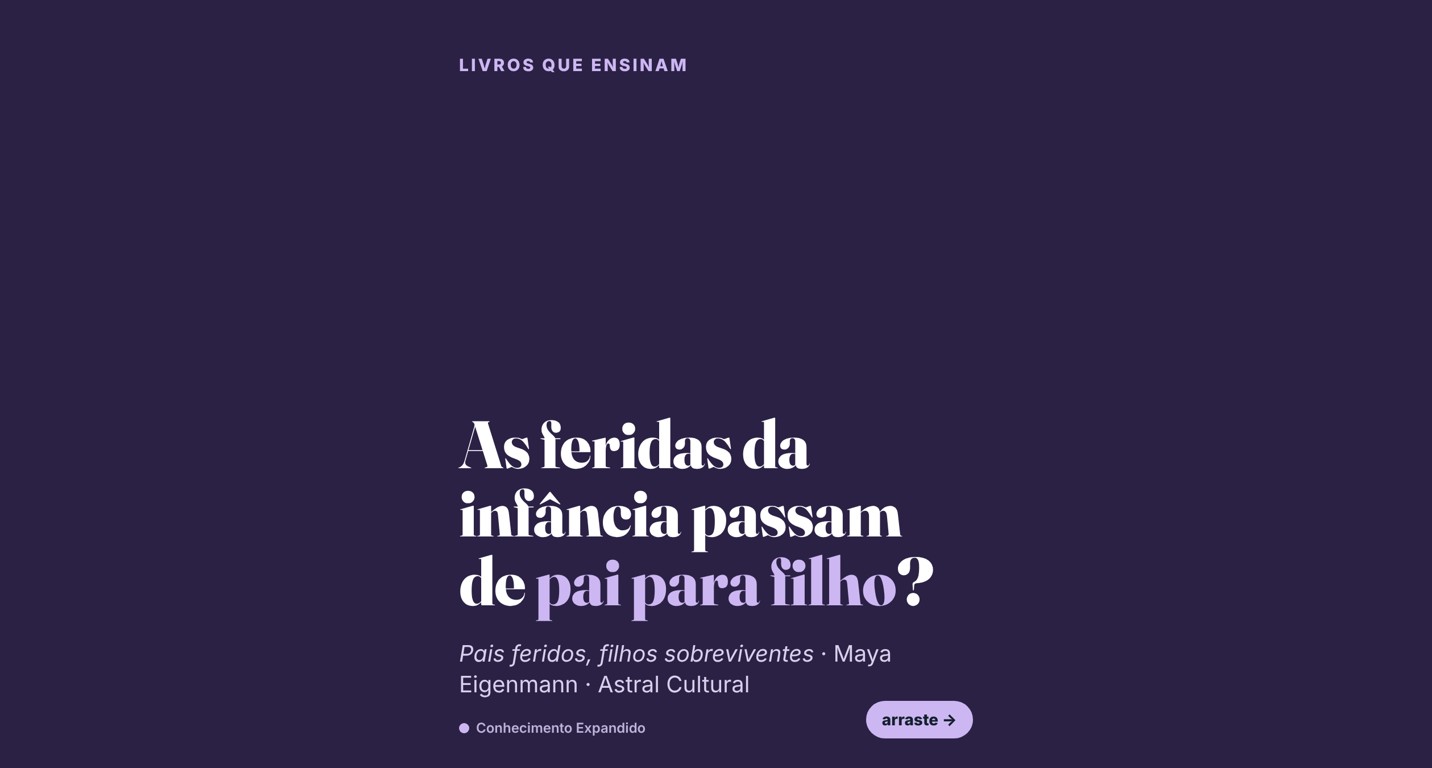 LIVROS QUE ENSINAM
As feridas da
infância passam
de pai para filho?
Pais feridos, filhos sobreviventes · Maya
Eigenmann · Astral Cultural
arraste →
Conhecimento Expandido